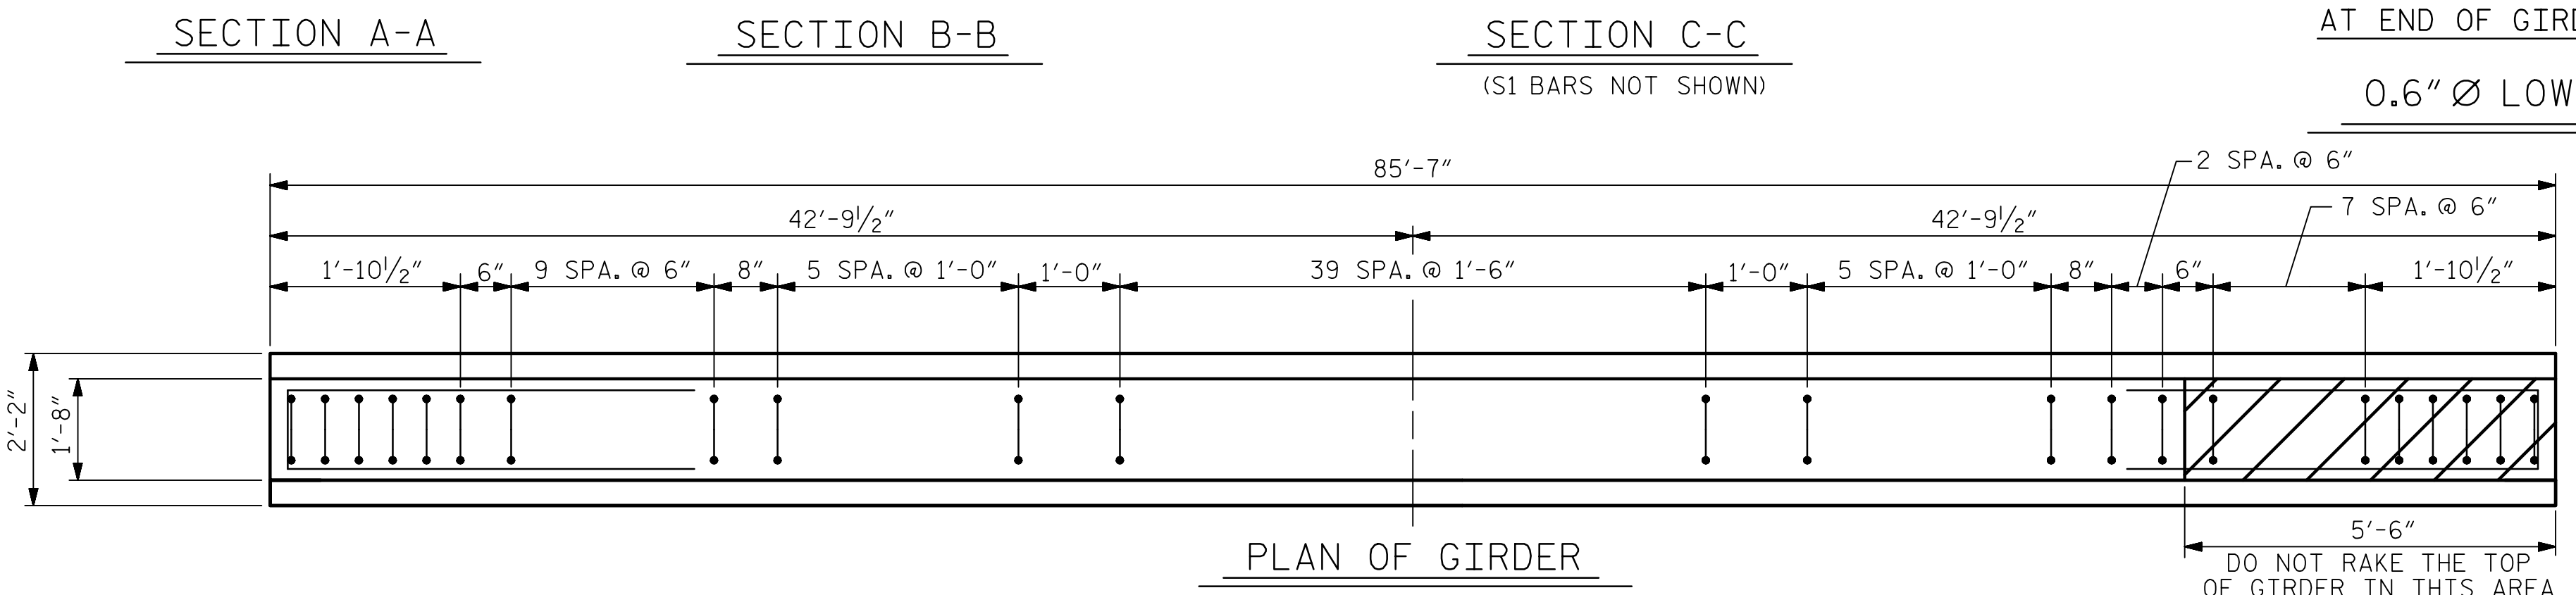 SECTION A-A
SECTION B-B
SECTION C-C
(S1 BARS NOT SHOWN)
AT END OF GIRD
0.6"Ø LOW
85'-7"
2 SPA. @ 6"
42'-9½"
42'-9½"
7 SPA. @ 6"
1'-10½"
6"
9 SPA. @ 6"
8"
5 SPA. @ 1'-0"
1'-0"
39 SPA. @ 1'-6"
1'-0"
5 SPA. @ 1'-0"
8"
6"
1'-10½"
2'-2"
1'-8"
PLAN OF GIRDER
5'-6"
DO NOT RAKE THE TOP
OF GIRDER IN THIS AREA